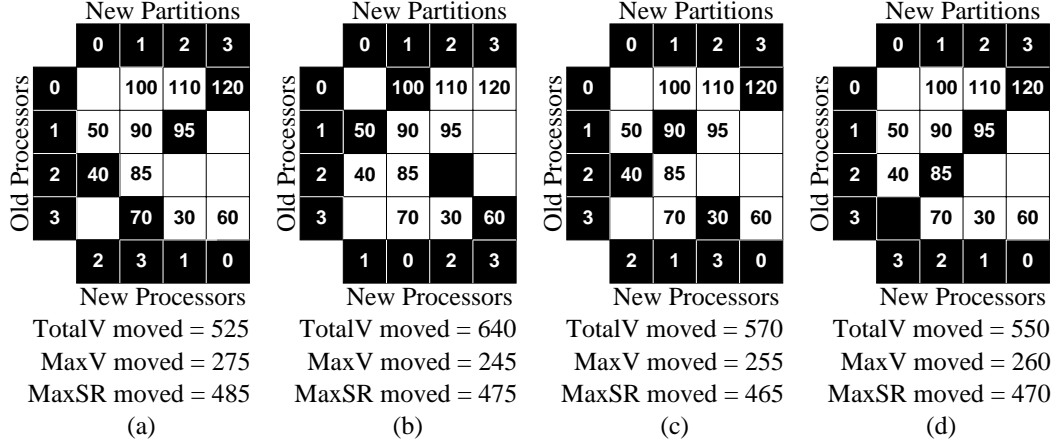 New Partitions New Partitions New Partitions New Partitions
0 1 2 3 0 1 2 3 0 1 2 3 0 1 2 3
0 100 110 120 0 100 110 120 0 100 110 120 0 100 110 120
1 50 90 95 1 50 90 95 1 50 90 95 1 50 90 95
2 40 85 2 40 85 2 40 85 2 40 85
3 70 30 60 3 70 30 60 3 70 30 60 3 70 30 60
Old Processors Old Processors Old Processors Old Processors
2 3 1 0 1 0 2 3 2 1 3 0 3 2 1 0
New Processors New Processors New Processors New Processors
TotalV moved = 525 TotalV moved = 640 TotalV moved = 570 TotalV moved = 550
MaxV moved = 275 MaxV moved = 245 MaxV moved = 255 MaxV moved = 260
MaxSR moved = 485 MaxSR moved = 475 MaxSR moved = 465 MaxSR moved = 470
(a) (b) (c) (d)